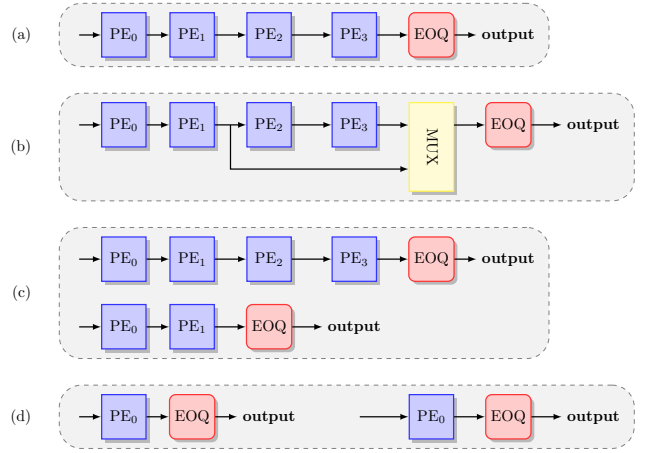 (a) PE₀ PE₁ PE₂ PE₃ EOQ output
(b) PE₀ PE₁ PE₂ PE₃ MUX EOQ output
(c) PE₀ PE₁ PE₂ PE₃ EOQ output
PE₀ PE₁ EOQ output
(d) PE₀ EOQ output PE₀ EOQ output